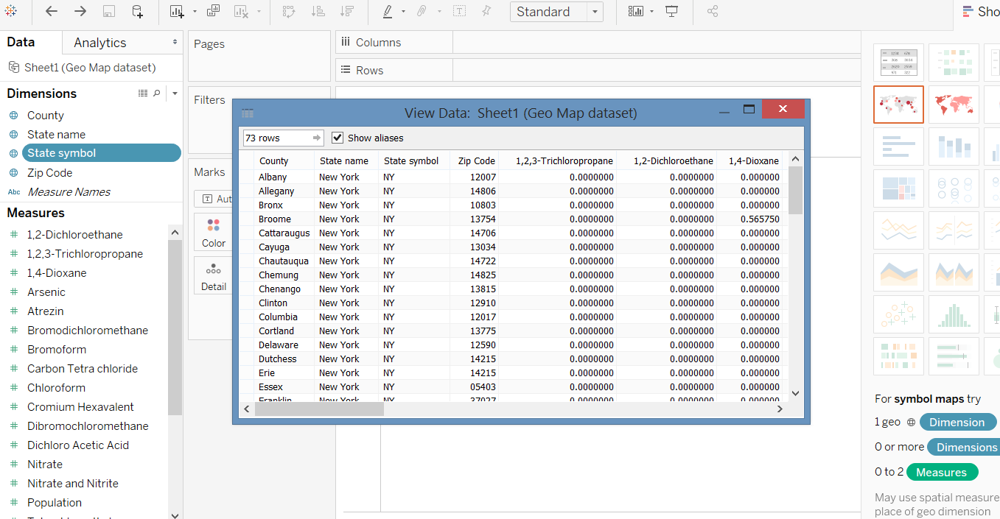 Standard
Sho
Data
Analytics
Sheet1 (Geo Map dataset)
Dimensions
County
State name
State symbol
Zip Code
Abc Measure Names
Measures
1,2-Dichloroethane
1,2,3-Trichloropropane
1,4-Dioxane
Arsenic
Atrezin
Bromodichloromethane
Bromoform
Carbon Tetra chloride
Chloroform
Cromium Hexavalent
Dibromochloromethane
Dichloro Acetic Acid
Nitrate
Nitrate and Nitrite
Population
Pages
Filters
Marks
T Aut
Color
Detail
Columns
Rows
View Data: Sheet1 (Geo Map dataset)
73 rows
Show aliases
County State name State symbol Zip Code 1,2,3-Trichloropropane 1,2-Dichloroethane 1,4-Dioxane
Albany New York NY 12007 0.0000000 0.0000000 0.000000
Allegany New York NY 14806 0.0000000 0.0000000 0.000000
Bronx New York NY 10803 0.0000000 0.0000000 0.000000
Broome New York NY 13754 0.0000000 0.0000000 0.565750
Cattaraugus New York NY 14706 0.0000000 0.0000000 0.000000
Cayuga New York NY 13034 0.0000000 0.0000000 0.000000
Chautauqua New York NY 14722 0.0000000 0.0000000 0.000000
Chemung New York NY 14825 0.0000000 0.0000000 0.000000
Chenango New York NY 13815 0.0000000 0.0000000 0.000000
Clinton New York NY 12910 0.0000000 0.0000000 0.000000
Columbia New York NY 12017 0.0000000 0.0000000 0.000000
Cortland New York NY 13775 0.0000000 0.0000000 0.000000
Delaware New York NY 12590 0.0000000 0.0000000 0.000000
Dutchess New York NY 14215 0.0000000 0.0000000 0.000000
Erie New York NY 14215 0.0000000 0.0000000 0.000000
Essex New York NY 05403 0.0000000 0.0000000 0.000000
Franklin New York NY 37027 0.0000000 0.0000000 0.000000
For symbol maps try
1 geo Dimension
0 or more Dimensions
0 to 2 Measures
May use spatial measure
place of geo dimension